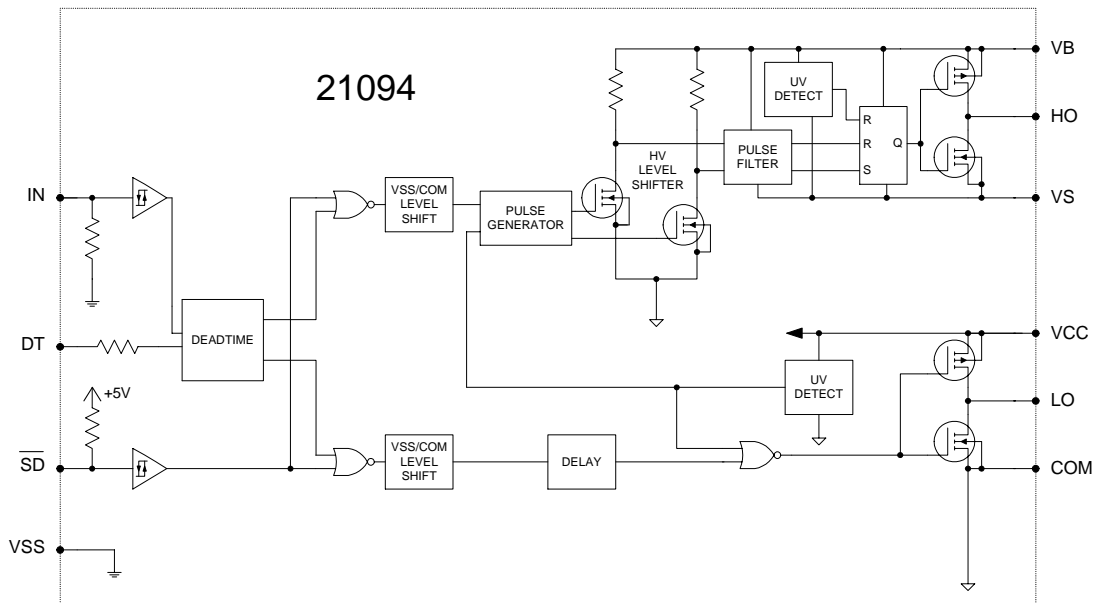 21094
VB
UV
DETECT
R
R
S
Q
HO
PULSE
FILTER
HV
LEVEL
SHIFTER
IN
VSS/COM
LEVEL
SHIFT
PULSE
GENERATOR
VS
DEADTIME
DT
VCC
+5V
UV
DETECT
LO
SD
VSS/COM
LEVEL
SHIFT
DELAY
COM
VSS